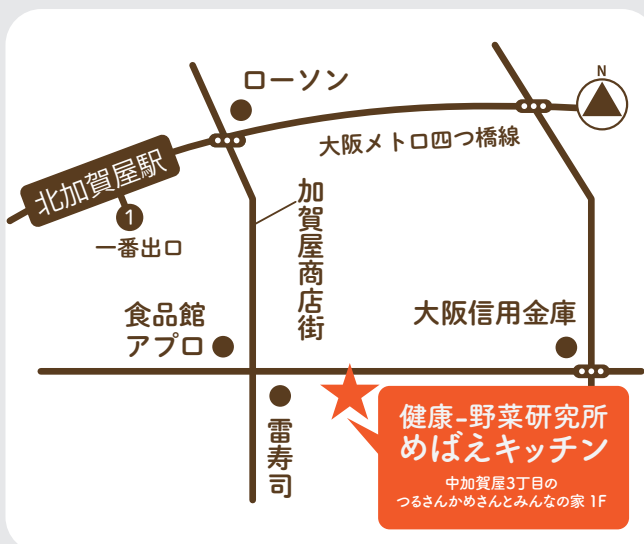 N
ローソン
大阪メトロ四つ橋線
北加賀屋駅
1
一番出口
加賀屋商店街
食品館
アプロ
大阪信用金庫
雷寿司
健康-野菜研究所
めばえキッチン
中加賀屋3丁目の
つるさんかめさんとみんなの家 1F